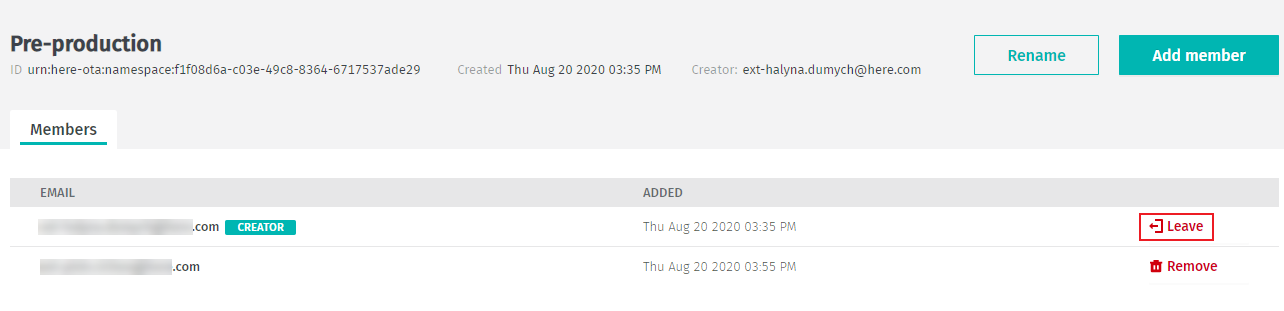 Pre-production
Rename
Add member
ID urn:here-ota:namespace:f1f08d6a-c03e-49c8-8364-6717537ade29 Created Thu Aug 20 2020 03:35 PM Creator: ext-halyna.dumych@here.com
Members
EMAIL ADDED
.com CREATOR Thu Aug 20 2020 03:35 PM Leave
.com Thu Aug 20 2020 03:55 PM Remove